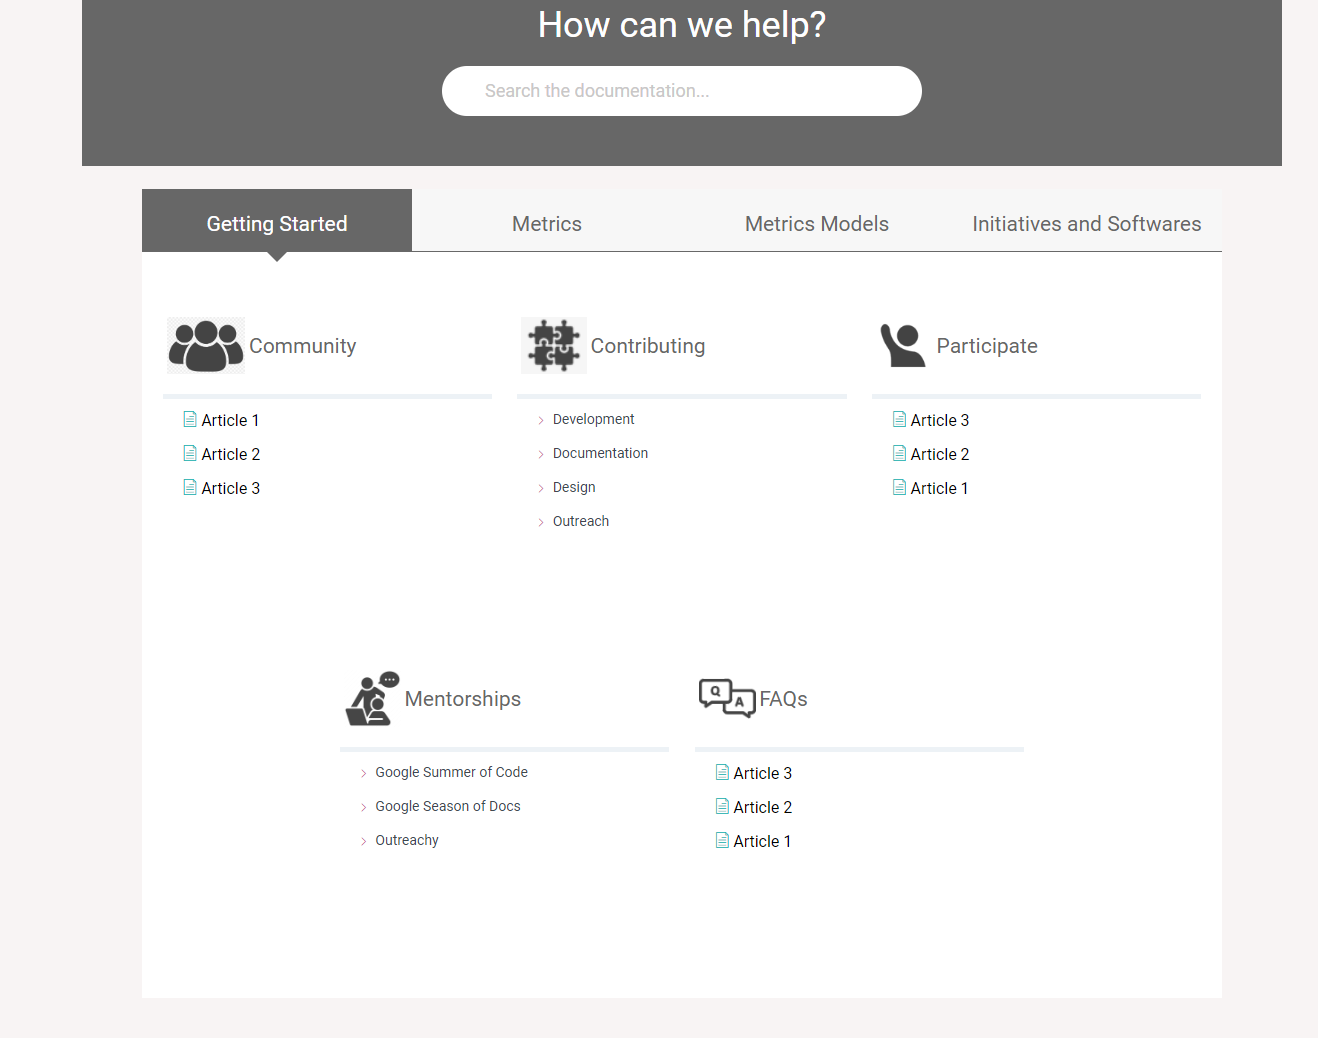 How can we help?
Search the documentation...
Getting Started
Metrics
Metrics Models
Initiatives and Softwares
Community
Article 1
Article 2
Article 3
Contributing
Development
Documentation
Design
Outreach
Participate
Article 3
Article 2
Article 1
Mentorships
Google Summer of Code
Google Season of Docs
Outreachy
Q
A
FAQs
Article 3
Article 2
Article 1